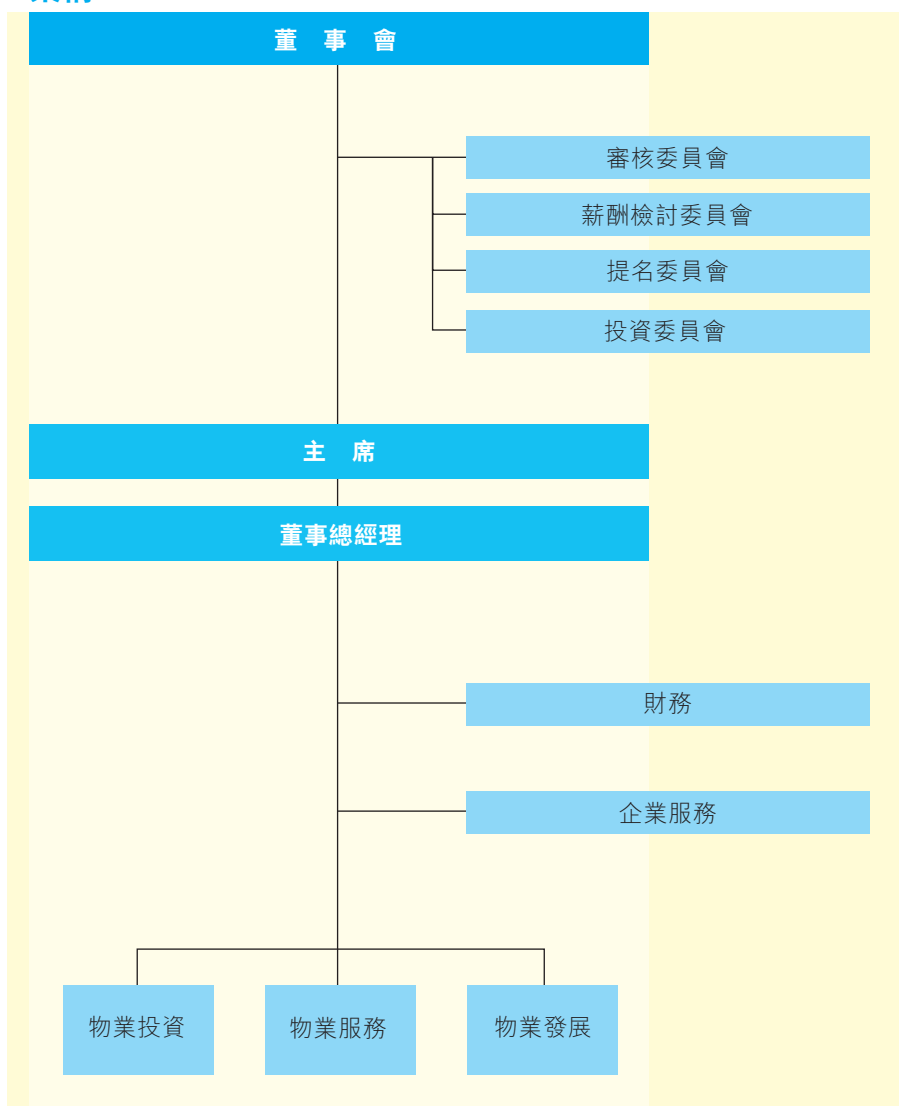 董 事 會
審核委員會
薪酬檢討委員會
提名委員會
投資委員會
主 席
董事總經理
財務
企業服務
物業投資
物業服務
物業發展